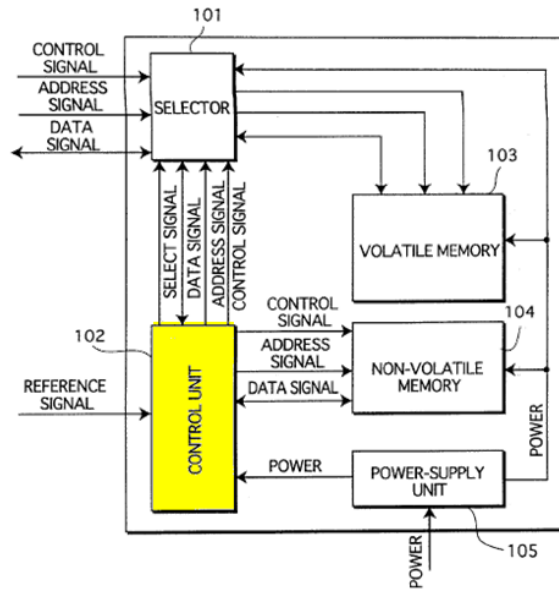 101
CONTROL
SIGNAL
ADDRESS
SIGNAL
DATA
SIGNAL
SELECTOR
103
VOLATILE MEMORY
SELECT SIGNAL
DATA SIGNAL
ADDRESS SIGNAL
CONTROL SIGNAL
102
CONTROL
SIGNAL
104
ADDRESS
SIGNAL
DATA SIGNAL
NON-VOLATILE
MEMORY
REFERENCE
SIGNAL
CONTROL UNIT
POWER
POWER
POWER-SUPPLY
UNIT
105
POWER